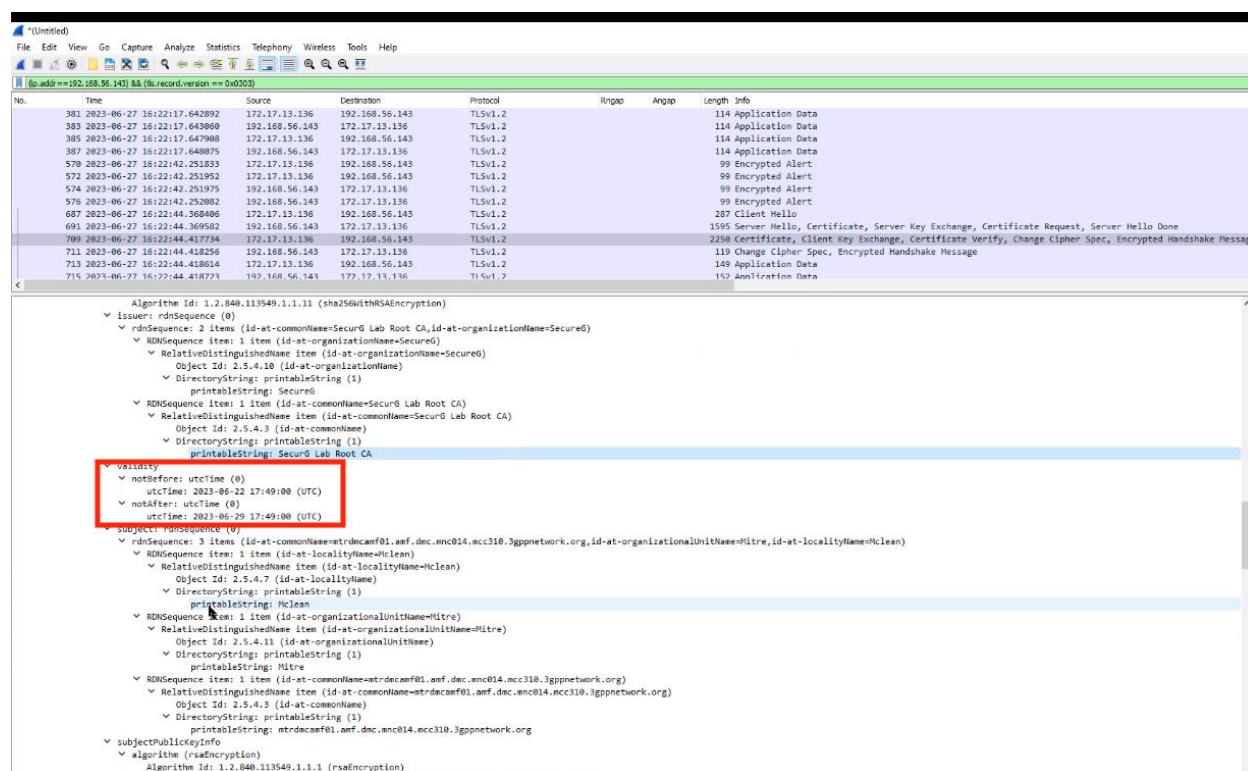 *(Untitled)
File Edit View Go Capture Analyze Statistics Telephony Wireless Tools Help
(ip.addr==192.168.56.143) && (tls.record.version == 0x0303)
No. Time Source Destination Protocol Rngap Angap Length Info
381 2023-06-27 16:22:17.642892 172.17.13.136 192.168.56.143 TLSv1.2 114 Application Data
383 2023-06-27 16:22:17.643060 192.168.56.143 172.17.13.136 TLSv1.2 114 Application Data
385 2023-06-27 16:22:17.647908 192.168.56.143 172.17.13.136 TLSv1.2 114 Application Data
387 2023-06-27 16:22:17.648075 192.168.56.143 172.17.13.136 TLSv1.2 114 Application Data
570 2023-06-27 16:22:42.251833 172.17.13.136 192.168.56.143 TLSv1.2 99 Encrypted Alert
572 2023-06-27 16:22:42.251952 172.17.13.136 192.168.56.143 TLSv1.2 99 Encrypted Alert
574 2023-06-27 16:22:42.251975 192.168.56.143 172.17.13.136 TLSv1.2 99 Encrypted Alert
576 2023-06-27 16:22:42.252082 192.168.56.143 172.17.13.136 TLSv1.2 99 Encrypted Alert
687 2023-06-27 16:22:44.368406 172.17.13.136 192.168.56.143 TLSv1.2 287 Client Hello
691 2023-06-27 16:22:44.369582 192.168.56.143 172.17.13.136 TLSv1.2 1595 Server Hello, Certificate, Server Key Exchange, Certificate Request, Server Hello Done
709 2023-06-27 16:22:44.417734 172.17.13.136 192.168.56.143 TLSv1.2 2250 Certificate, Client Key Exchange, Certificate Verify, Change Cipher Spec, Encrypted Handshake Messag
711 2023-06-27 16:22:44.418256 192.168.56.143 172.17.13.136 TLSv1.2 119 Change Cipher Spec, Encrypted Handshake Message
713 2023-06-27 16:22:44.418614 172.17.13.136 192.168.56.143 TLSv1.2 149 Application Data
715 2023-06-27 16:22:44.418723 192.168.56.143 172.17.13.136 TLSv1.2 152 Application Data
Algorithm Id: 1.2.840.113549.1.1.11 (sha256WithRSAEncryption)
issuer: rdnSequence (0)
rdnSequence: 2 items (id-at-commonName=SecurG Lab Root CA,id-at-organizationName=SecureG)
RDNSequence item: 1 item (id-at-organizationName=SecureG)
RelativeDistinguishedName item (id-at-organizationName=SecureG)
Object Id: 2.5.4.10 (id-at-organizationName)
DirectoryString: printableString (1)
printableString: SecureG
RDNSequence item: 1 item (id-at-commonName=SecurG Lab Root CA)
RelativeDistinguishedName item (id-at-commonName=SecurG Lab Root CA)
Object Id: 2.5.4.3 (id-at-commonName)
DirectoryString: printableString (1)
printableString: SecurG Lab Root CA
validity
notBefore: utcTime (0)
utcTime: 2023-06-22 17:49:00 (UTC)
notAfter: utcTime (0)
utcTime: 2023-06-29 17:49:00 (UTC)
subject: rdnSequence (0)
rdnSequence: 3 items (id-at-commonName=mtrdmcamf01.amf.dmc.mnc014.mcc310.3gppnetwork.org,id-at-organizationalUnitName=Mitre,id-at-localityName=Mclean)
RDNSequence item: 1 item (id-at-localityName=Mclean)
RelativeDistinguishedName item (id-at-localityName=Mclean)
Object Id: 2.5.4.7 (id-at-localityName)
DirectoryString: printableString (1)
printableString: Mclean
RDNSequence item: 1 item (id-at-organizationalUnitName=Mitre)
RelativeDistinguishedName item (id-at-organizationalUnitName=Mitre)
Object Id: 2.5.4.11 (id-at-organizationalUnitName)
DirectoryString: printableString (1)
printableString: Mitre
RDNSequence item: 1 item (id-at-commonName=mtrdmcamf01.amf.dmc.mnc014.mcc310.3gppnetwork.org)
RelativeDistinguishedName item (id-at-commonName=mtrdmcamf01.amf.dmc.mnc014.mcc310.3gppnetwork.org)
Object Id: 2.5.4.3 (id-at-commonName)
DirectoryString: printableString (1)
printableString: mtrdmcamf01.amf.dmc.mnc014.mcc310.3gppnetwork.org
subjectPublicKeyInfo
algorithm (rsaEncryption)
Algorithm Id: 1.2.840.113549.1.1.1 (rsaEncryption)